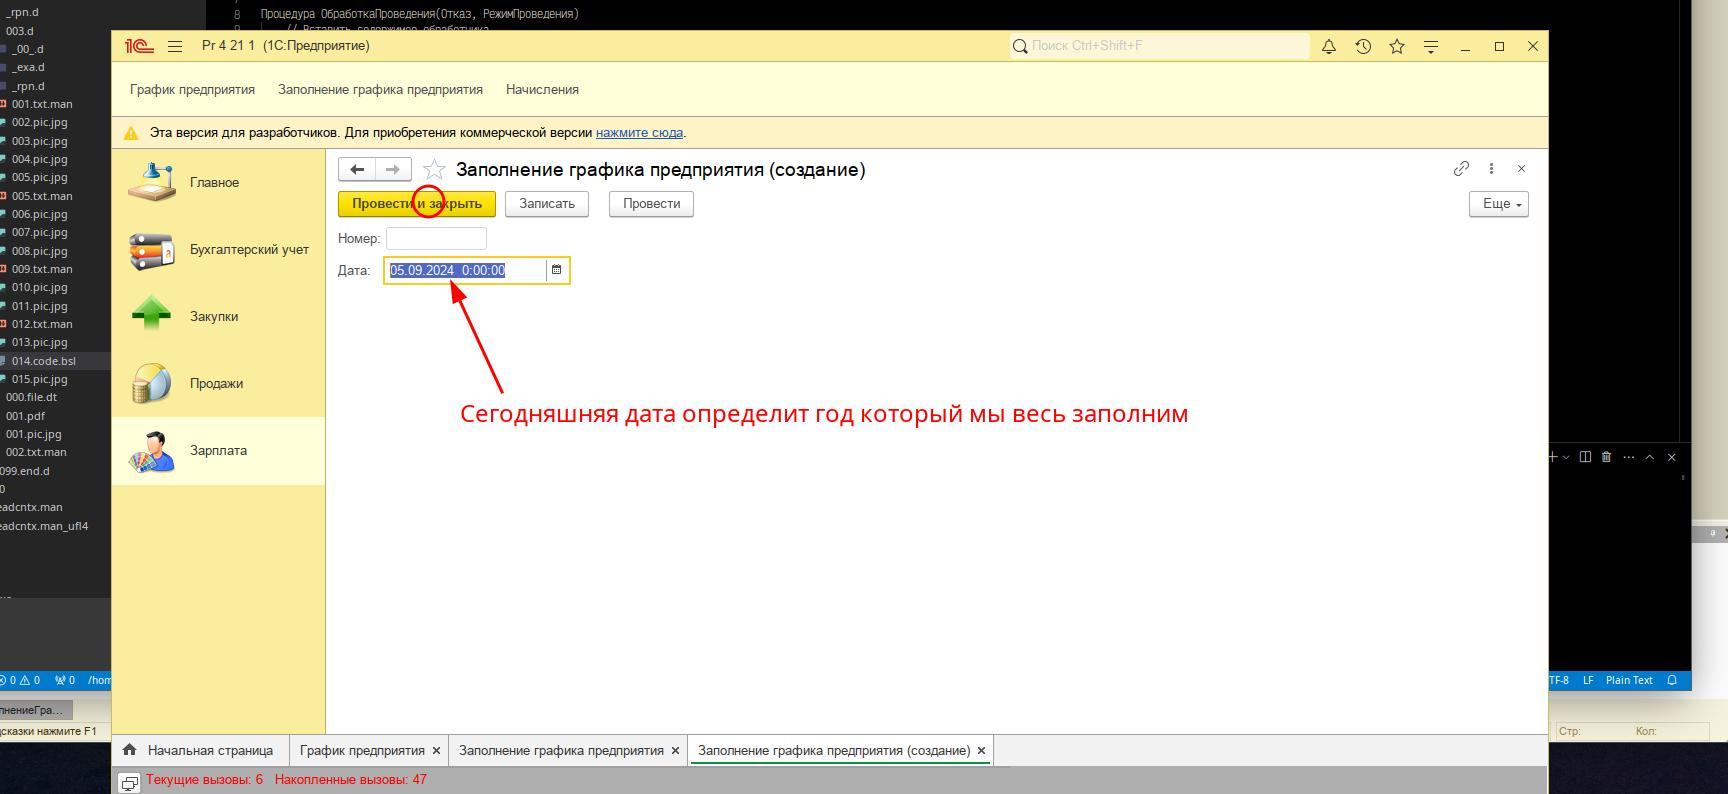 _rpn.d
8 Процедура ОбработкаПроведения(Отказ, РежимПроведения)
003.d
// Вставить содержимое обработчика
_00_.d
1С Pr 4 21 1 (1С:Предприятие)
Поиск Ctrl+Shift+F
_exa.d
_rpn.d
График предприятия Заполнение графика предприятия Начисления
001.txt.man
002.pic.jpg
Эта версия для разработчиков. Для приобретения коммерческой версии нажмите сюда.
003.pic.jpg
004.pic.jpg
005.pic.jpg
005.txt.man
006.pic.jpg
007.pic.jpg
008.pic.jpg
009.txt.man
010.pic.jpg
011.pic.jpg
012.txt.man
013.pic.jpg
014.code.bsl
015.pic.jpg
000.file.dt
001.pdf
001.pic.jpg
002.txt.man
099.end.d
0
eadcntx.man
eadcntx.man_ufl4
Главное
Бухгалтерский учет
Закупки
Продажи
Зарплата
Заполнение графика предприятия (создание)
Провести и закрыть Записать Провести Еще
Номер:
Дата: 05.09.2024 0:00:00
Сегодняшняя дата определит год который мы весь заполним
0 0 0 /hom
TF-8 LF Plain Text
лнениеГра...
дсказки нажмите F1
Стр: Кол:
Начальная страница График предприятия Заполнение графика предприятия Заполнение графика предприятия (создание)
Текущие вызовы: 6 Накопленные вызовы: 47